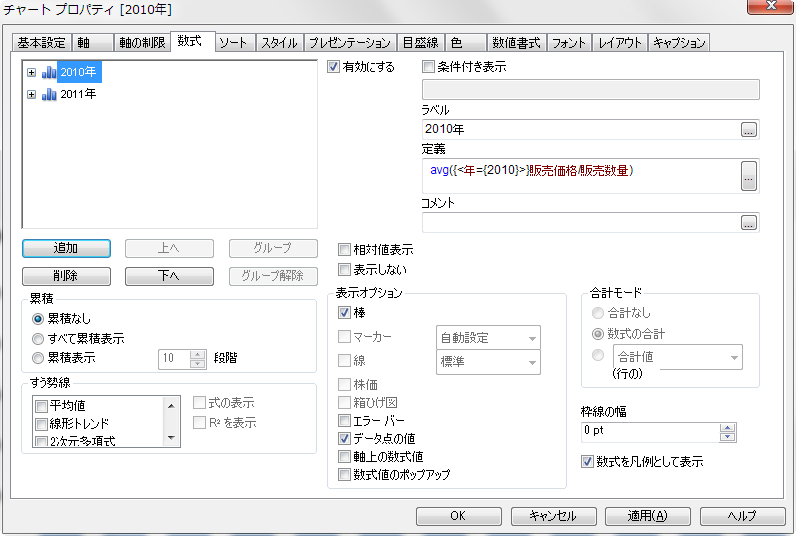 チャート プロパティ [2010年]
基本設定 軸 軸の制限 数式 ソート スタイル プレゼンテーション 目盛線 色 数値書式 フォント レイアウト キャプション
2010年
2011年
有効にする
条件付き表示
ラベル
2010年
...
定義
avg({<年={2010}>}販売価格/販売数量)
...
コメント
...
追加 上へ グループ
削除 下へ グループ解除
相対値表示
表示しない
累積
累積なし
すべて累積表示
累積表示 10 段階
すう勢線
平均値
線形トレンド
2次元多項式
式の表示
R² を表示
表示オプション
棒
マーカー 自動設定
線 標準
株価
箱ひげ図
エラー バー
データ点の値
軸上の数式値
数式値のポップアップ
合計モード
合計なし
数式の合計
合計値
(行の)
枠線の幅
0 pt
数式を凡例として表示
OK キャンセル 適用(A) ヘルプ